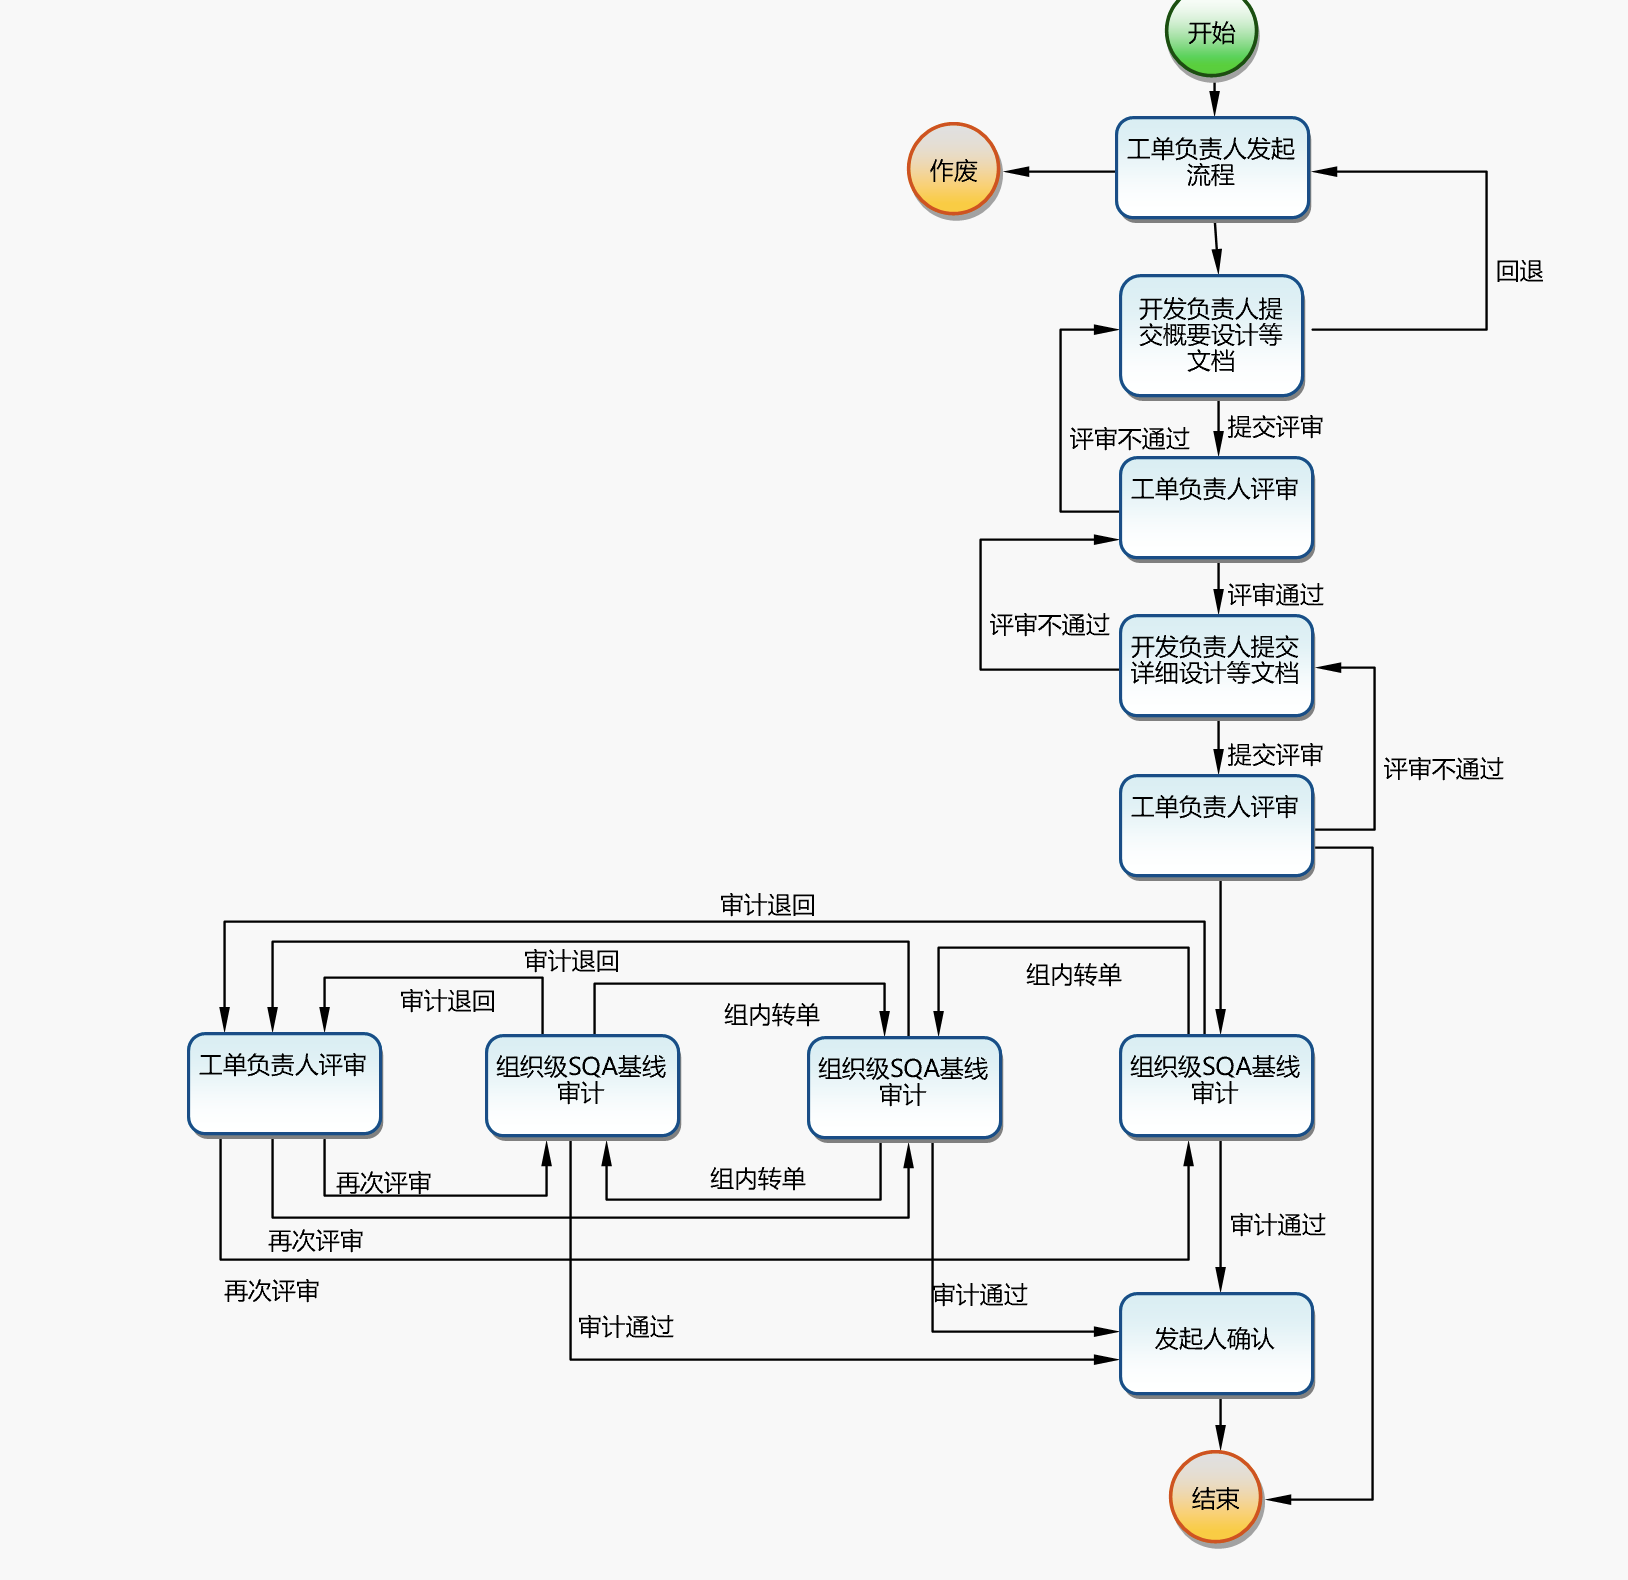 开始
工单负责人发起
流程
作废
回退
开发负责人提
交概要设计等
文档
提交评审
评审不通过
工单负责人评审
评审通过
评审不通过
开发负责人提交
详细设计等文档
提交评审
评审不通过
工单负责人评审
审计退回
审计退回
组内转单
审计退回
组内转单
工单负责人评审
组织级SQA基线
审计
组织级SQA基线
审计
组织级SQA基线
审计
再次评审
组内转单
审计通过
再次评审
再次评审
审计通过
审计通过
发起人确认
结束